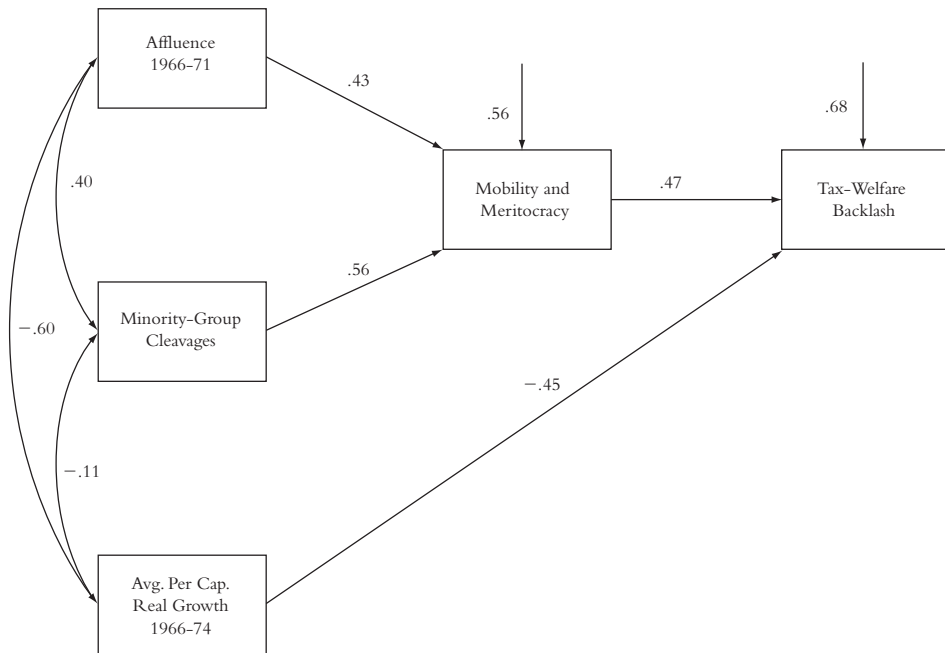 Affluence
1966-71
.43
.56
.68
.40
Mobility and
Meritocracy
.47
Tax-Welfare
Backlash
.56
Minority-Group
Cleavages
−.60
−.45
−.11
Avg. Per Cap.
Real Growth
1966-74